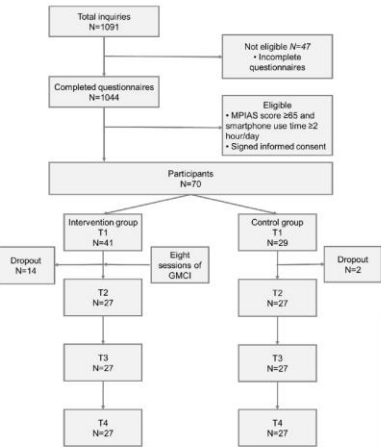 Total inquiries
N=1091
Not eligible N=47
• Incomplete
questionnaires
Completed questionnaires
N=1044
Eligible
• MPIAS score ≥65 and
smartphone use time ≥2
hour/day
• Signed informed consent
Participants
N=70
Intervention group
T1
N=41
Control group
T1
N=29
Dropout
N=14
Eight
sessions of
GMCI
Dropout
N=2
T2
N=27
T2
N=27
T3
N=27
T3
N=27
T4
N=27
T4
N=27